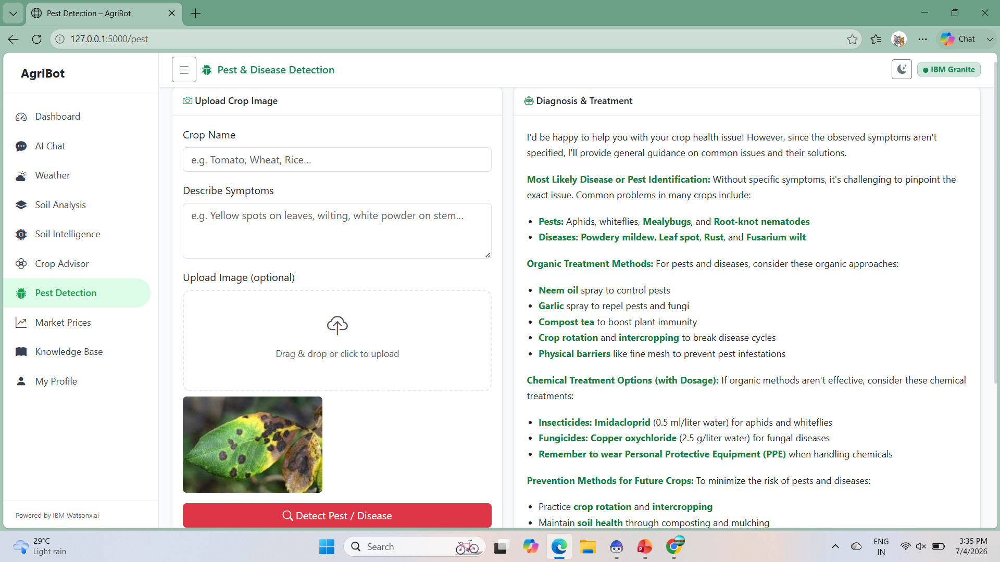 Pest Detection – AgriBot
127.0.0.1:5000/pest
Chat
AgriBot
Pest & Disease Detection
IBM Granite
Dashboard
AI Chat
Weather
Soil Analysis
Soil Intelligence
Crop Advisor
Pest Detection
Market Prices
Knowledge Base
My Profile
Powered by IBM Watsonx.ai
Upload Crop Image
Crop Name
e.g. Tomato, Wheat, Rice...
Describe Symptoms
e.g. Yellow spots on leaves, wilting, white powder on stem...
Upload Image (optional)
Drag & drop or click to upload
Detect Pest / Disease
Diagnosis & Treatment
I'd be happy to help you with your crop health issue! However, since the observed symptoms aren't
specified, I'll provide general guidance on common issues and their solutions.
Most Likely Disease or Pest Identification: Without specific symptoms, it's challenging to pinpoint the
exact issue. Common problems in many crops include:
• Pests: Aphids, whiteflies, Mealybugs, and Root-knot nematodes
• Diseases: Powdery mildew, Leaf spot, Rust, and Fusarium wilt
Organic Treatment Methods: For pests and diseases, consider these organic approaches:
• Neem oil spray to control pests
• Garlic spray to repel pests and fungi
• Compost tea to boost plant immunity
• Crop rotation and intercropping to break disease cycles
• Physical barriers like fine mesh to prevent pest infestations
Chemical Treatment Options (with Dosage): If organic methods aren't effective, consider these chemical
treatments:
• Insecticides: Imidacloprid (0.5 ml/liter water) for aphids and whiteflies
• Fungicides: Copper oxychloride (2.5 g/liter water) for fungal diseases
• Remember to wear Personal Protective Equipment (PPE) when handling chemicals
Prevention Methods for Future Crops: To minimize the risk of pests and diseases:
• Practice crop rotation and intercropping
• Maintain soil health through composting and mulching
29°C
Light rain
Search
ENG
IN
3:35 PM
7/4/2026